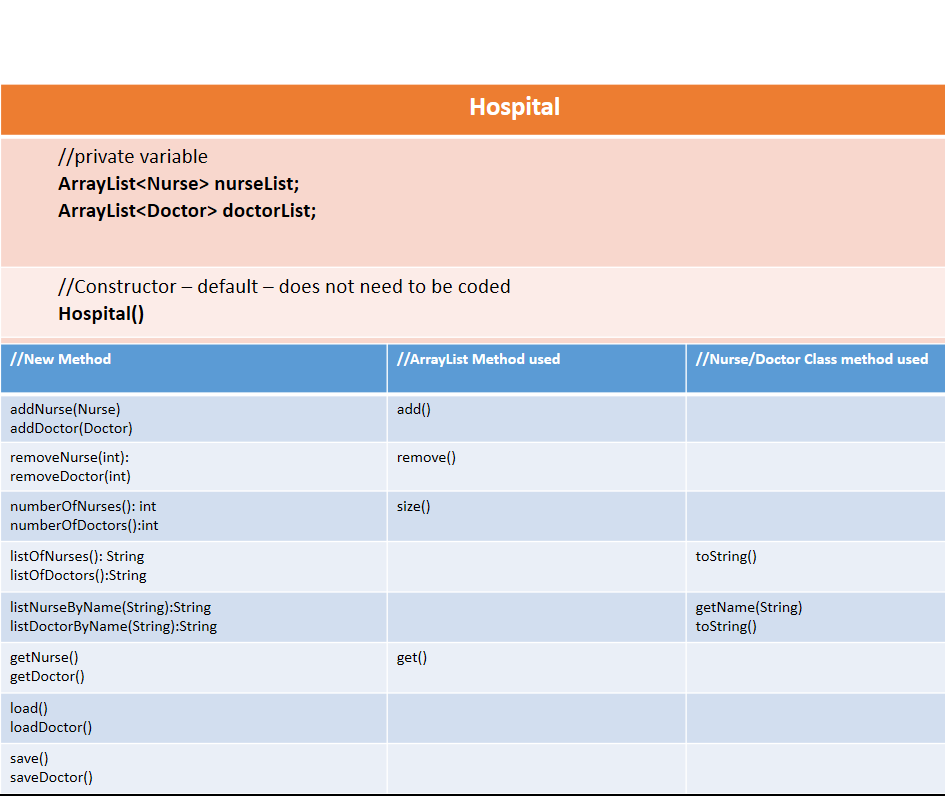 Hospital
//private variable
ArrayList<Nurse> nurseList;
ArrayList<Doctor> doctorList;
//Constructor – default – does not need to be coded
Hospital()
//New Method //ArrayList Method used //Nurse/Doctor Class method used
addNurse(Nurse) add()
addDoctor(Doctor)
removeNurse(int): remove()
removeDoctor(int)
numberOfNurses(): int size()
numberOfDoctors():int
listOfNurses(): String toString()
listOfDoctors():String
listNurseByName(String):String getName(String)
listDoctorByName(String):String toString()
getNurse() get()
getDoctor()
load()
loadDoctor()
save()
saveDoctor()